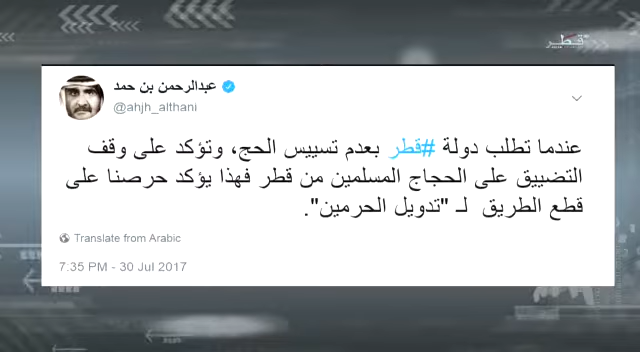 قطر
عبدالرحمن بن حمد
@ahjh_althani
عندما تطلب دولة #قطر بعدم تسييس الحج، وتؤكد على وقف
التضييق على الحجاج المسلمين من قطر فهذا يؤكد حرصنا على
قطع الطريق لـ "تدويل الحرمين".
Translate from Arabic
7:35 PM - 30 Jul 2017